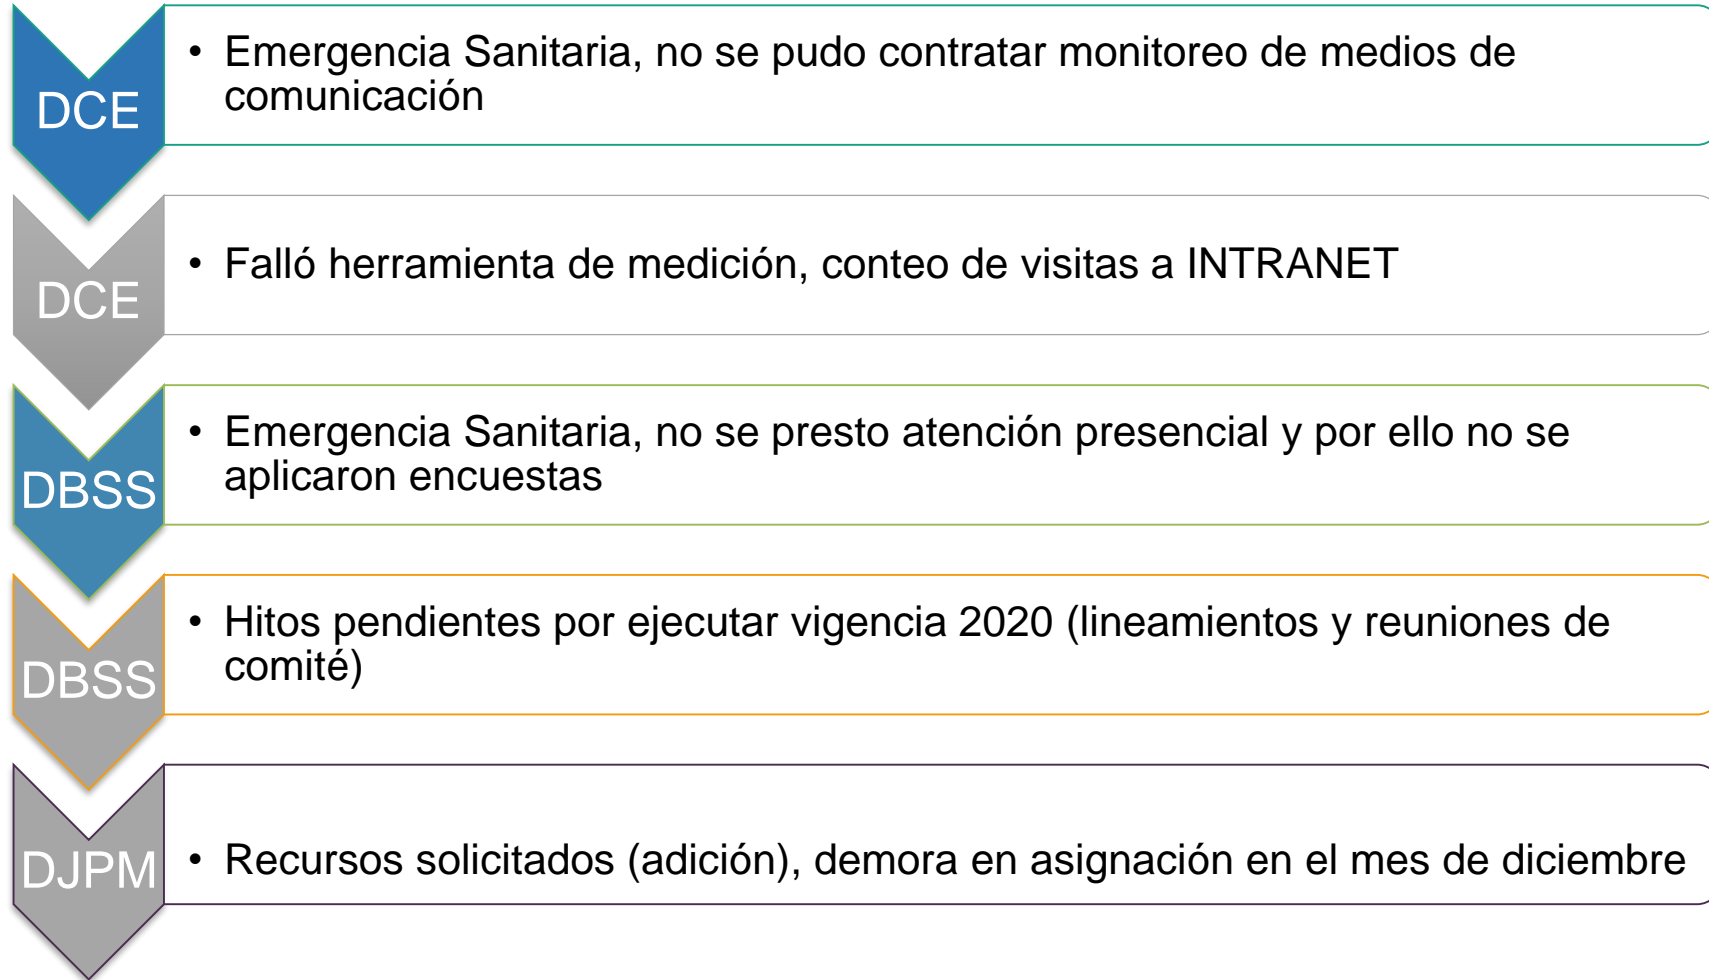 DCE
• Emergencia Sanitaria, no se pudo contratar monitoreo de medios de
comunicación
DCE
• Falló herramienta de medición, conteo de visitas a INTRANET
DBSS
• Emergencia Sanitaria, no se presto atención presencial y por ello no se
aplicaron encuestas
DBSS
• Hitos pendientes por ejecutar vigencia 2020 (lineamientos y reuniones de
comité)
DJPM
• Recursos solicitados (adición), demora en asignación en el mes de diciembre